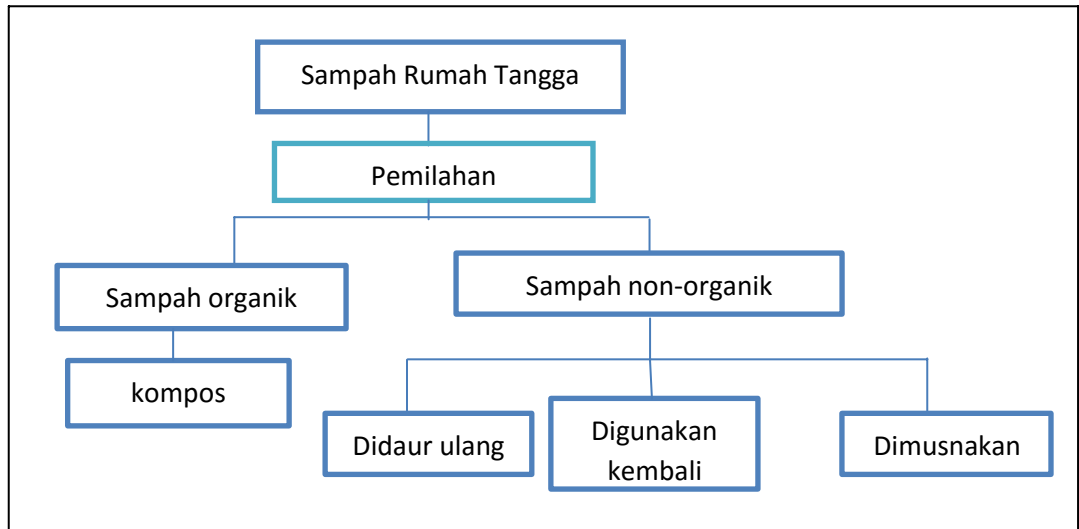 Sampah Rumah Tangga
Pemilahan
Sampah organik
Sampah non-organik
kompos
Didaur ulang
Digunakan
kembali
Dimusnakan